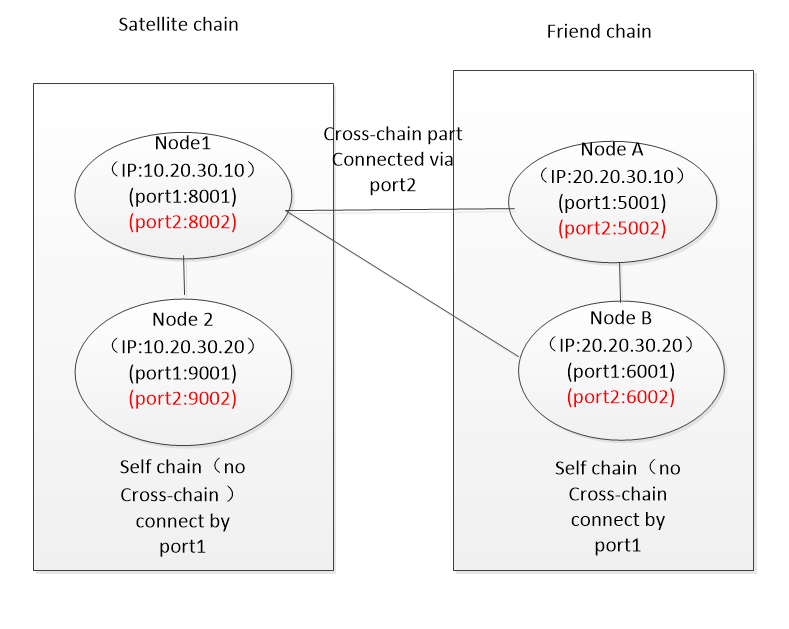 Satellite chain
Friend chain
Node1
（IP:10.20.30.10）
(port1:8001)
(port2:8002)
Cross-chain part
Connected via
port2
Node A
（IP:20.20.30.10）
(port1:5001)
(port2:5002)
Node 2
（IP:10.20.30.20）
(port1:9001)
(port2:9002)
Node B
（IP:20.20.30.20）
(port1:6001)
(port2:6002)
Self chain（no
Cross-chain ）
connect by
port1
Self chain（no
Cross-chain
connect by
port1